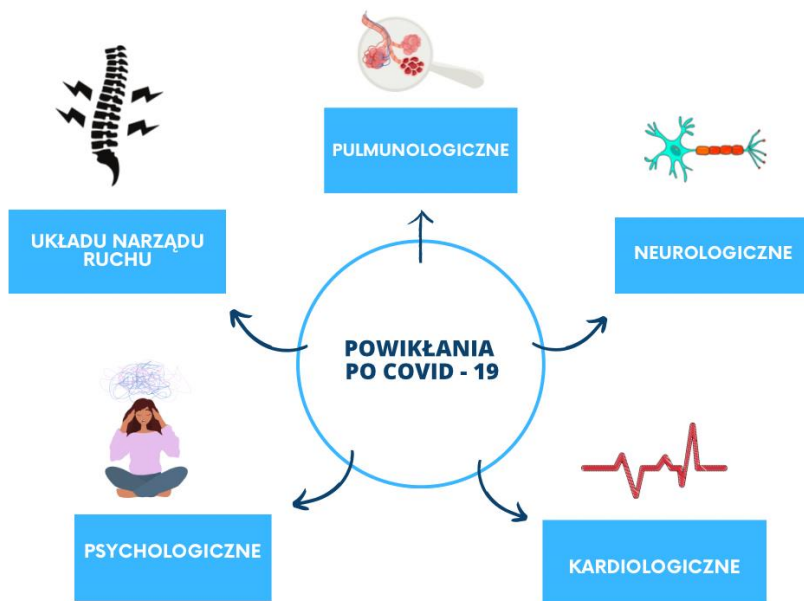 PULMUNOLOGICZNE
UKŁADU NARZĄDU
RUCHU
NEUROLOGICZNE
POWIKŁANIA
PO COVID - 19
PSYCHOLOGICZNE
KARDIOLOGICZNE